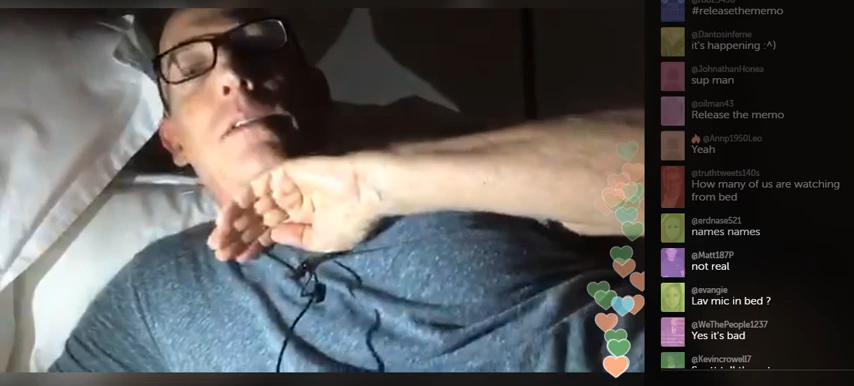 #releasethememo
@Dantosinferne
it's happening :^)
@JohnathanHonea
sup man
@oilman43
Release the memo
@Annp1950Leo
Yeah
@truthtweets140s
How many of us are watching
from bed
@erdnase521
names names
@Matt187P
not real
@evangie
Lav mic in bed ?
@WeThePeople1237
Yes it's bad
@Kevincrowell7